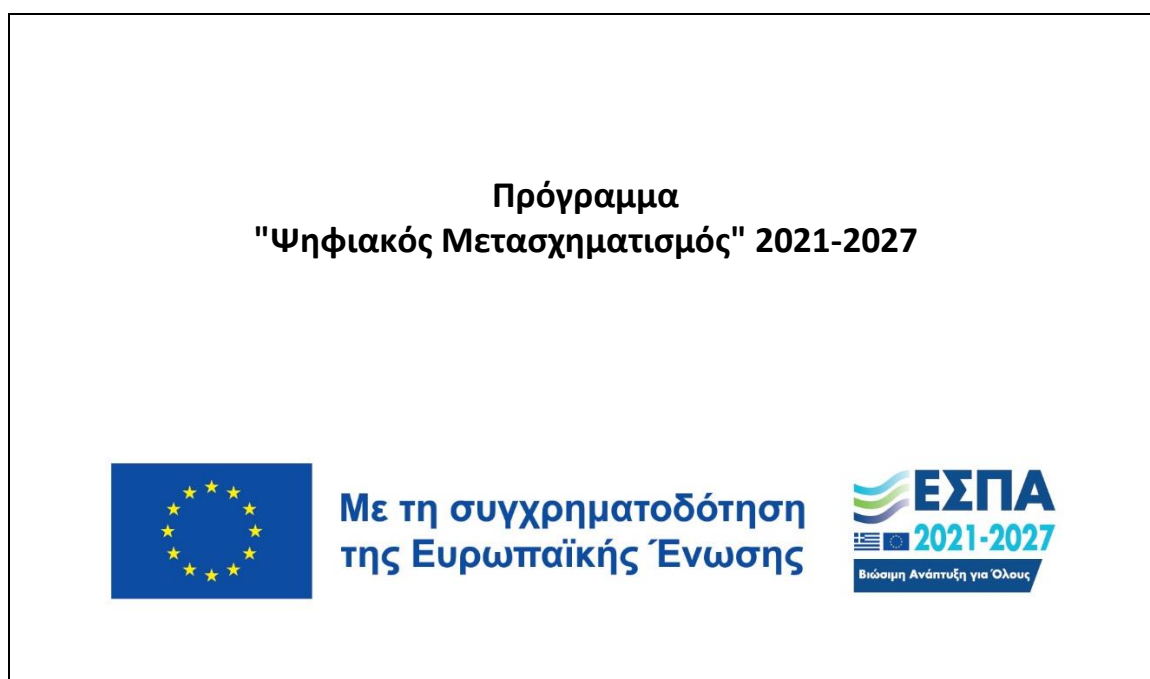 Πρόγραμμα
"Ψηφιακός Μετασχηματισμός" 2021-2027
Με τη συγχρηματοδότηση
της Ευρωπαϊκής Ένωσης
ΕΣΠΑ
2021-2027
Βιώσιμη Ανάπτυξη για Όλους